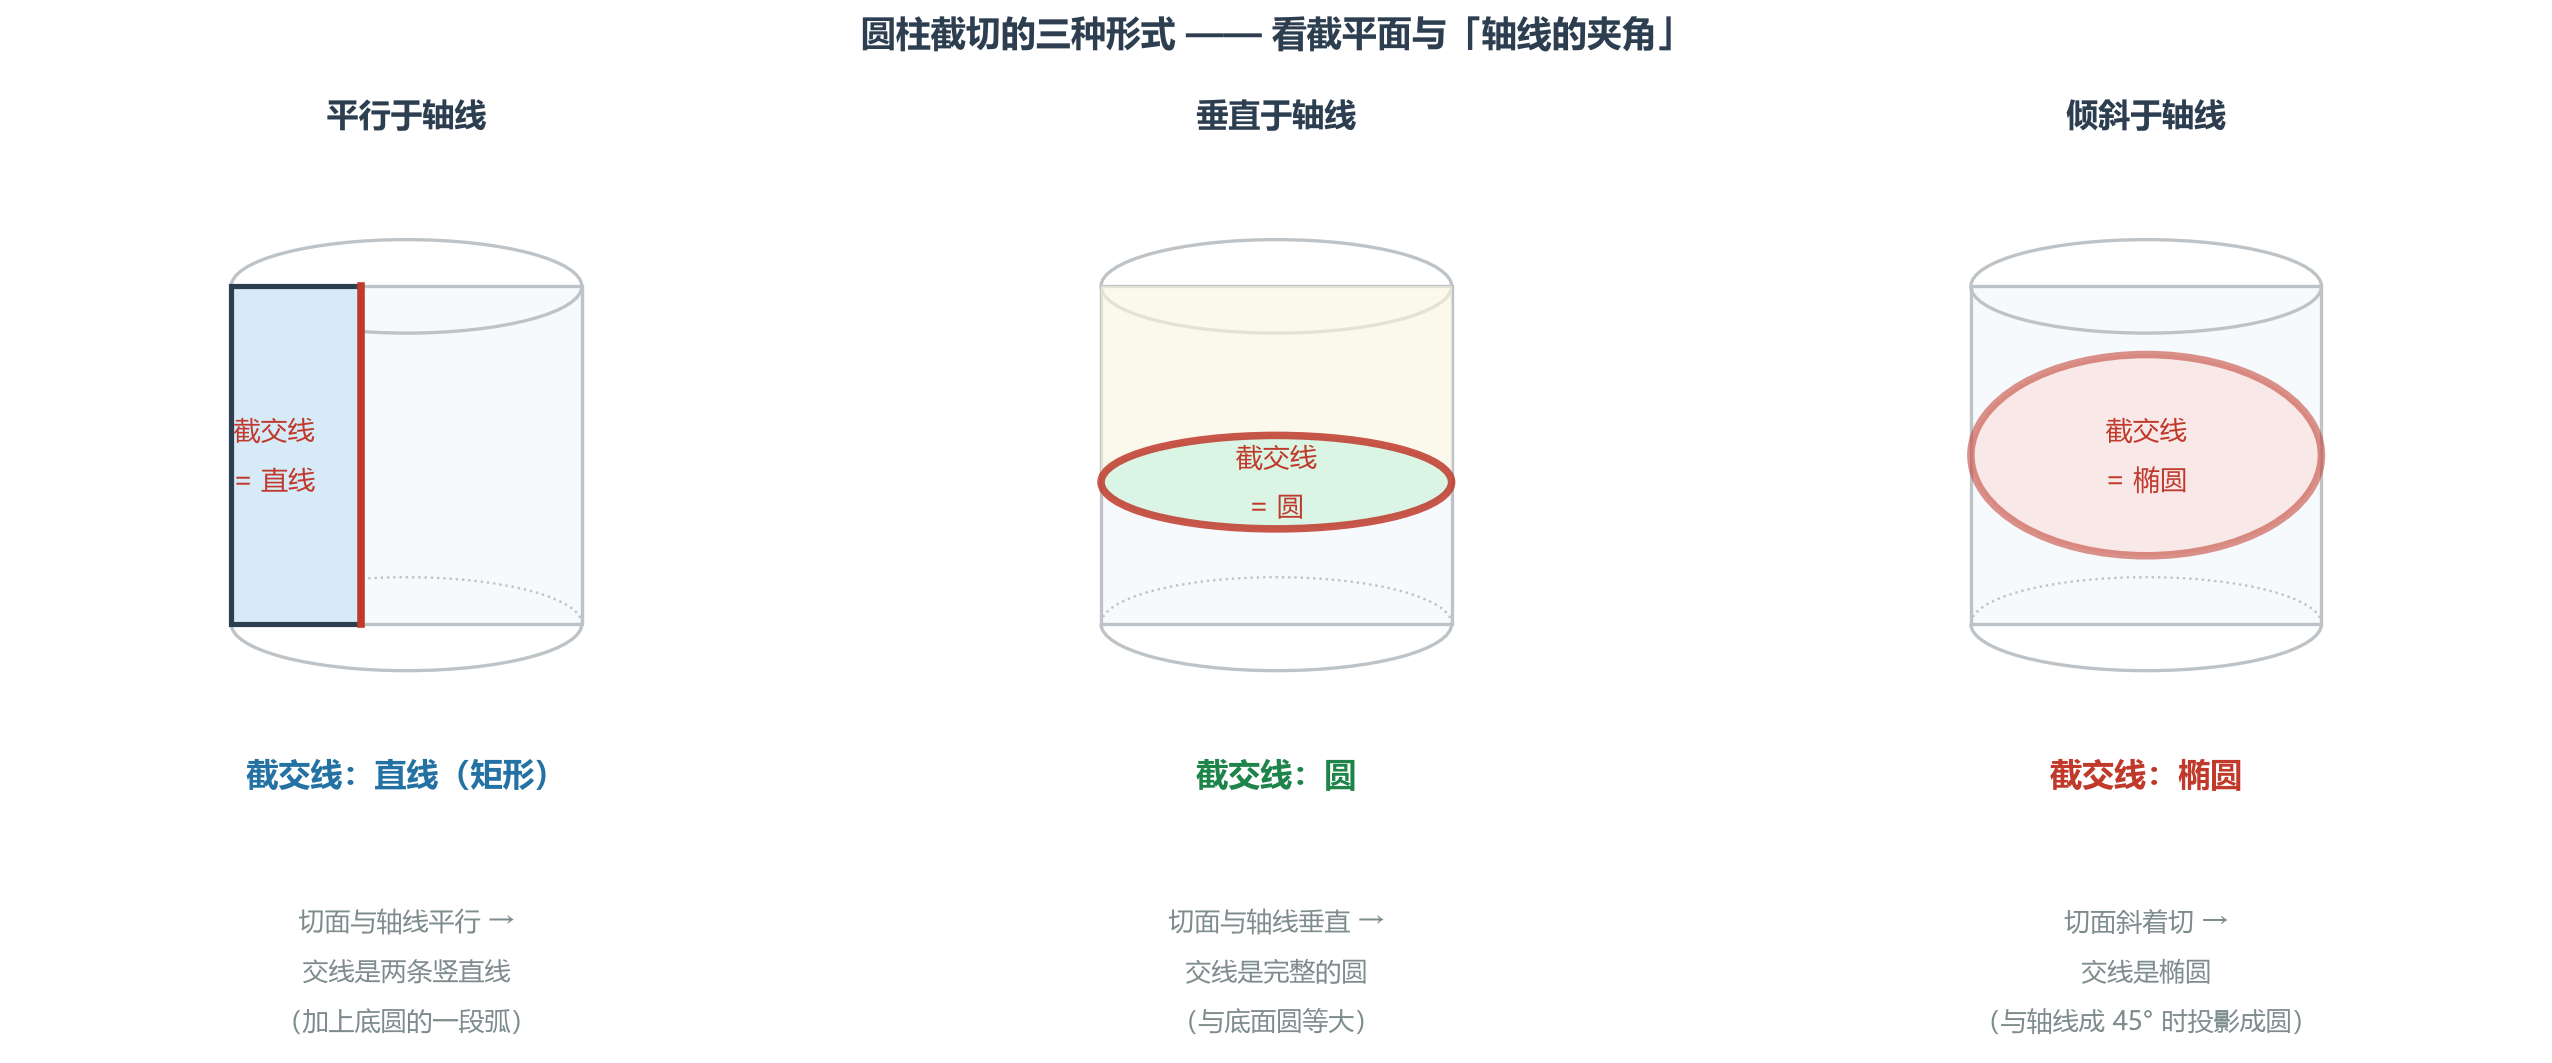 圆柱截切的三种形式 —— 看截平面与「轴线的夹角」
平行于轴线
垂直于轴线
倾斜于轴线
截交线
= 直线
截交线
= 圆
截交线
= 椭圆
截交线：直线（矩形）
截交线：圆
截交线：椭圆
切面与轴线平行 →
交线是两条竖直线
（加上底圆的一段弧）
切面与轴线垂直 →
交线是完整的圆
（与底面圆等大）
切面斜着切 →
交线是椭圆
（与轴线成 45° 时投影成圆）